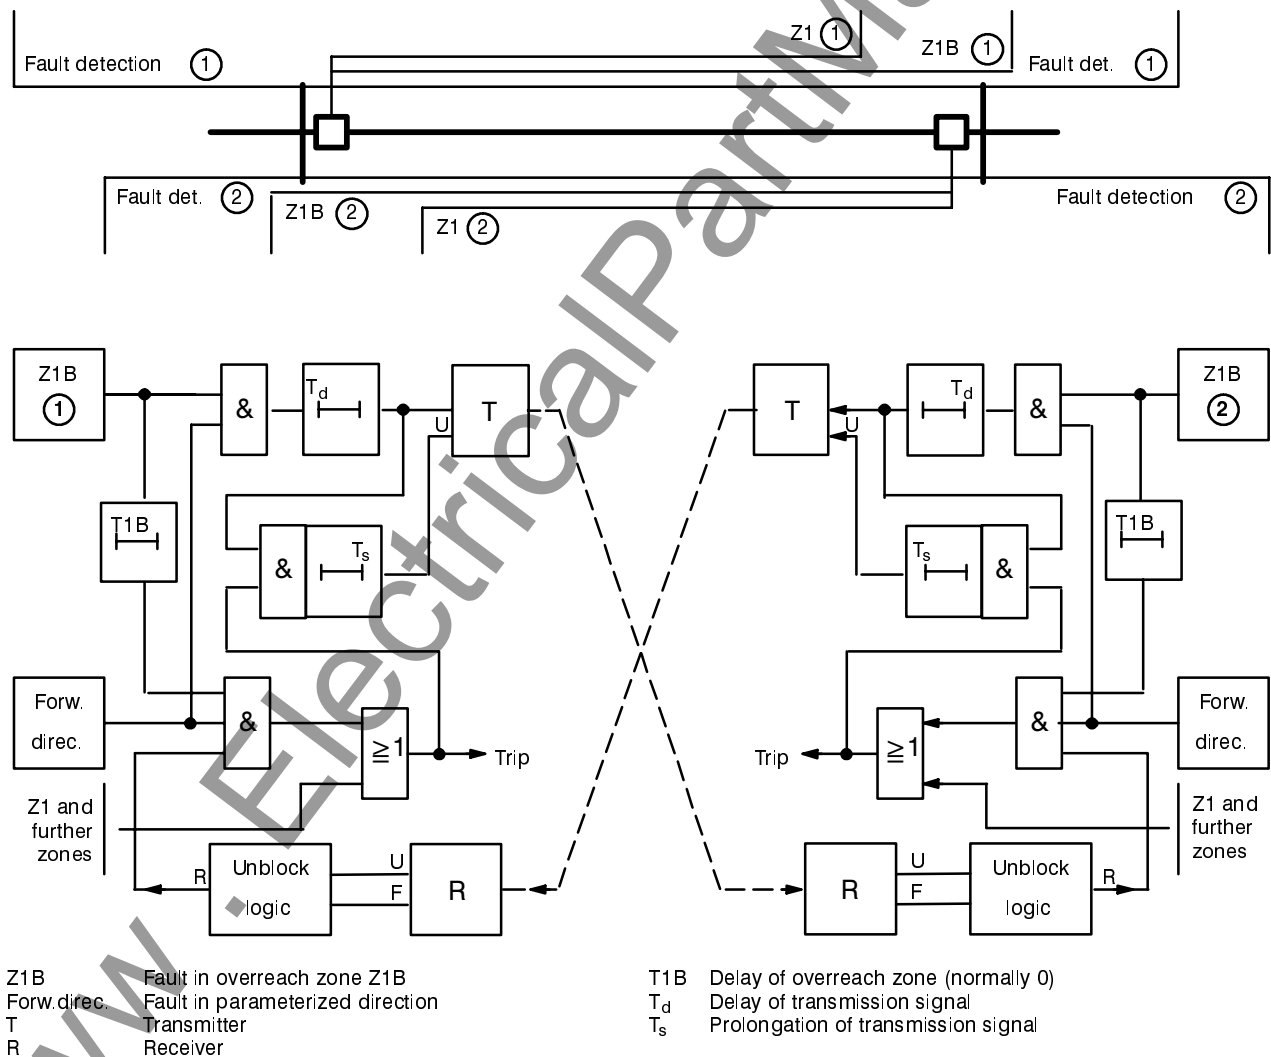 Z1 1
Z1B 1
Fault detection 1
Fault det. 1
Fault det. 2
Z1B 2
Z1 2
Fault detection 2
Z1B
1
&
Td
T
U
T
U
Td
&
Z1B
2
T1B
&
Ts
Ts
&
T1B
Forw.
direc.
&
≥1
Trip
Trip
≥1
&
Forw.
direc.
Z1 and
further
zones
Z1 and
further
zones
R
Unblock
logic
U
F
R
R
U
F
Unblock
logic
R
Z1B Fault in overreach zone Z1B
Forw.direc. Fault in parameterized direction
T Transmitter
R Receiver
T1B Delay of overreach zone (normally 0)
Td Delay of transmission signal
Ts Prolongation of transmission signal